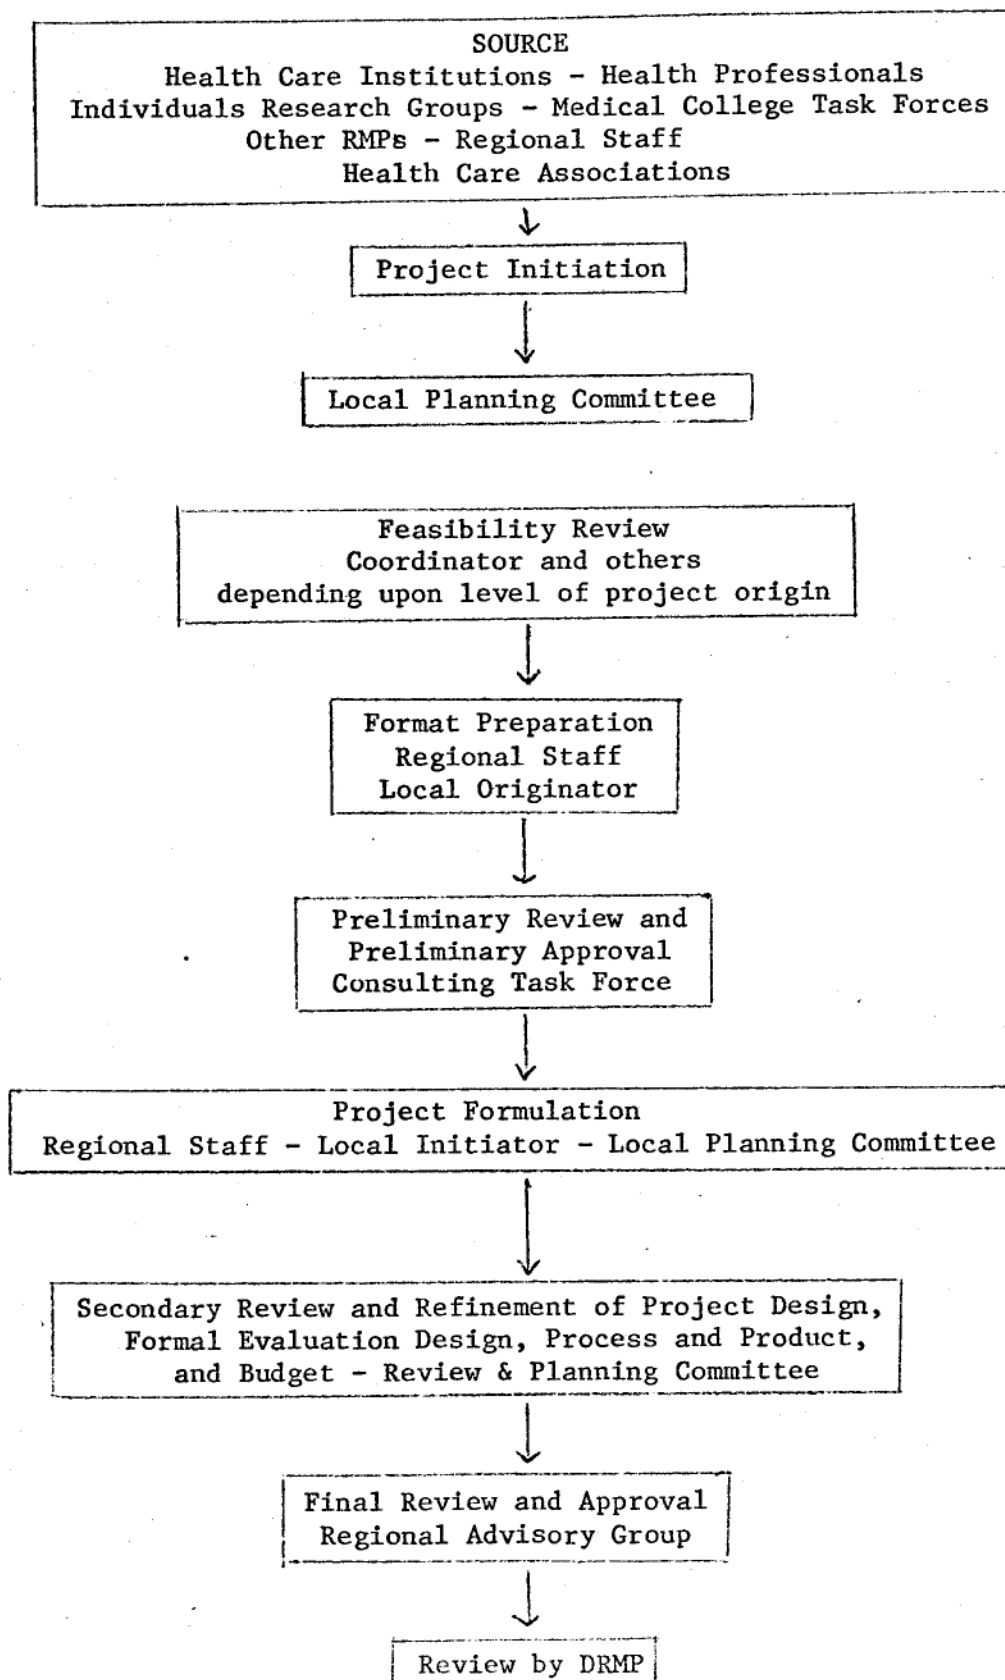 SOURCE
Health Care Institutions - Health Professionals
Individuals Research Groups - Medical College Task Forces
Other RMPs - Regional Staff
Health Care Associations
Project Initiation
Local Planning Committee
Feasibility Review
Coordinator and others
depending upon level of project origin
Format Preparation
Regional Staff
Local Originator
Preliminary Review and
Preliminary Approval
Consulting Task Force
Project Formulation
Regional Staff - Local Initiator - Local Planning Committee
Secondary Review and Refinement of Project Design,
Formal Evaluation Design, Process and Product,
and Budget - Review & Planning Committee
Final Review and Approval
Regional Advisory Group
Review by DRMP